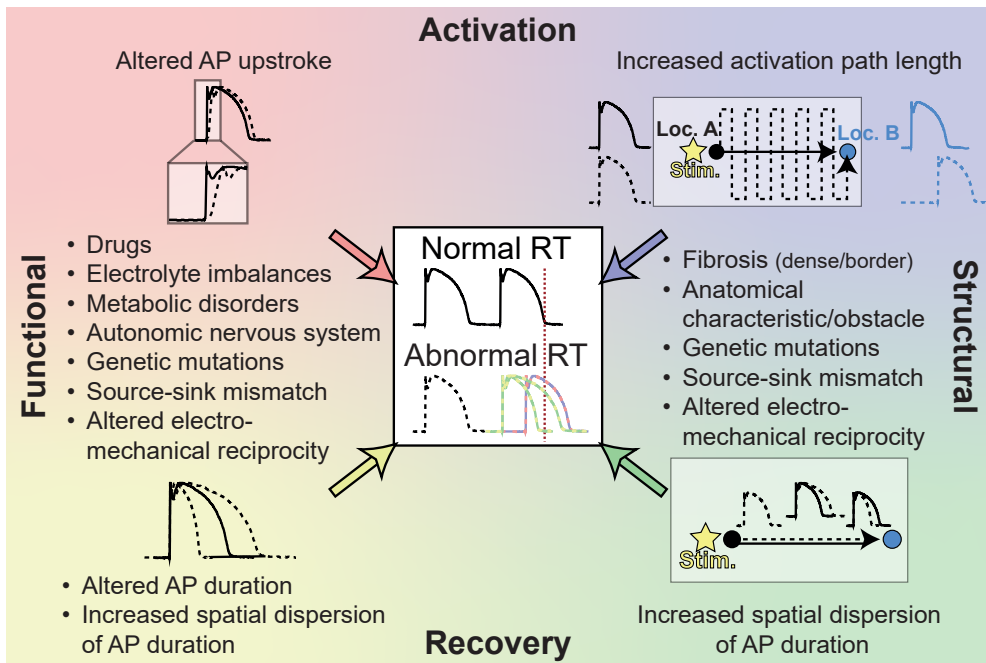 Activation
Altered AP upstroke
Increased activation path length
Loc. A
Loc. B
Stim.
Functional
• Drugs
• Electrolyte imbalances
• Metabolic disorders
• Autonomic nervous system
• Genetic mutations
• Source-sink mismatch
• Altered electro-
mechanical reciprocity
Normal RT
Abnormal RT
• Fibrosis (dense/border)
• Anatomical
characteristic/obstacle
• Genetic mutations
• Source-sink mismatch
• Altered electro-
mechanical reciprocity
Structural
• Altered AP duration
• Increased spatial dispersion
of AP duration
Stim.
Increased spatial dispersion
of AP duration
Recovery